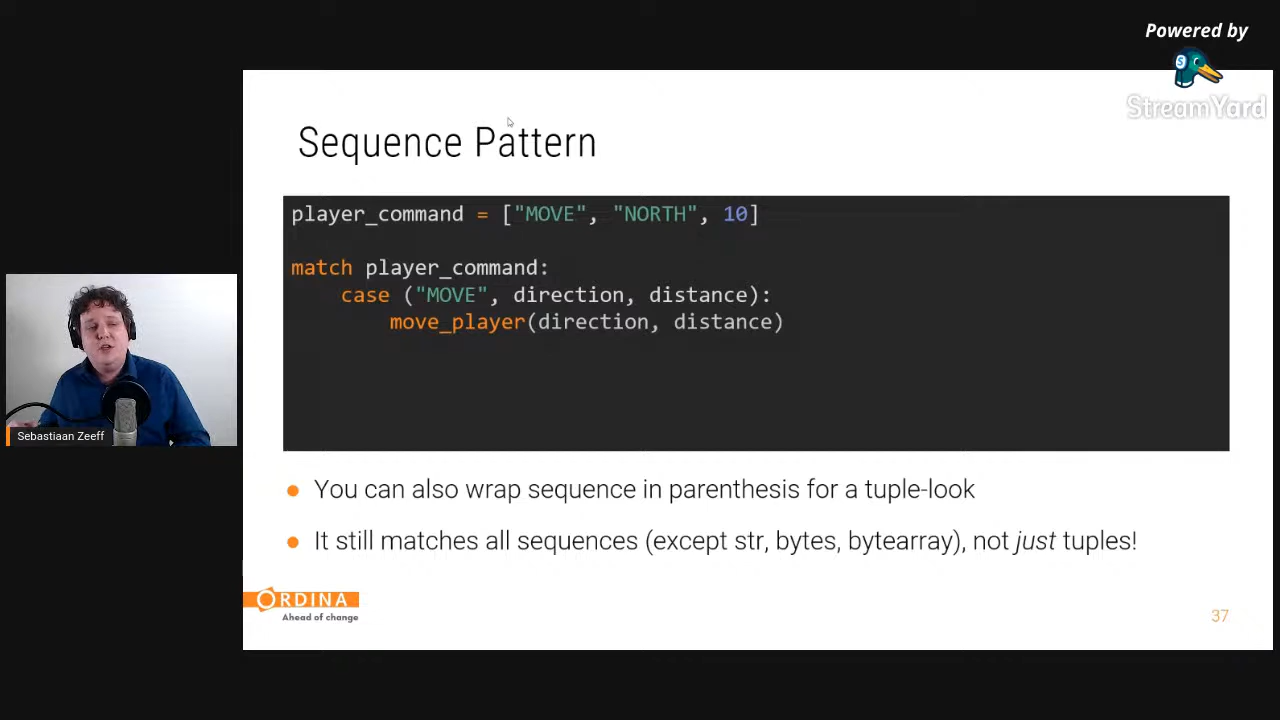 Powered by
StreamYard
Sequence Pattern
player_command = ["MOVE", "NORTH", 10]
match player_command:
    case ("MOVE", direction, distance):
        move_player(direction, distance)
Sebastiaan Zeeff
● You can also wrap sequence in parenthesis for a tuple-look
● It still matches all sequences (except str, bytes, bytearray), not just tuples!
ORDINA
Ahead of change
37